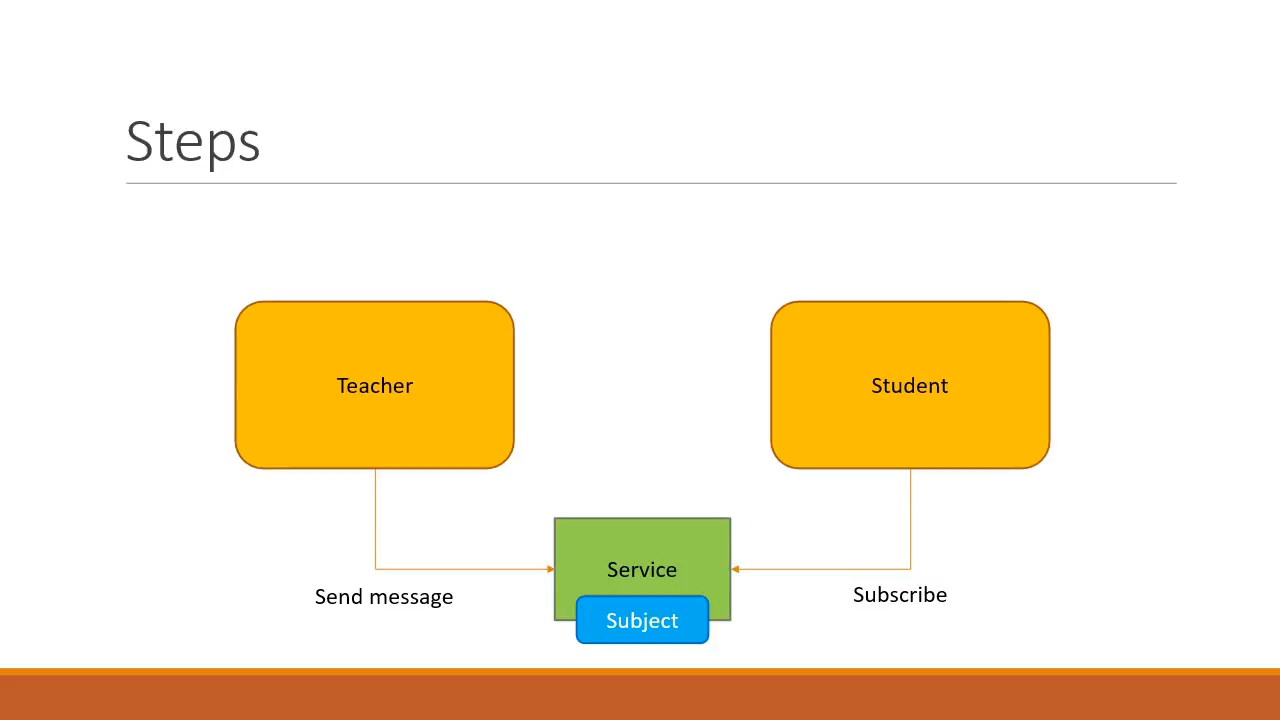 Steps
Teacher
Student
Service
Send message
Subscribe
Subject